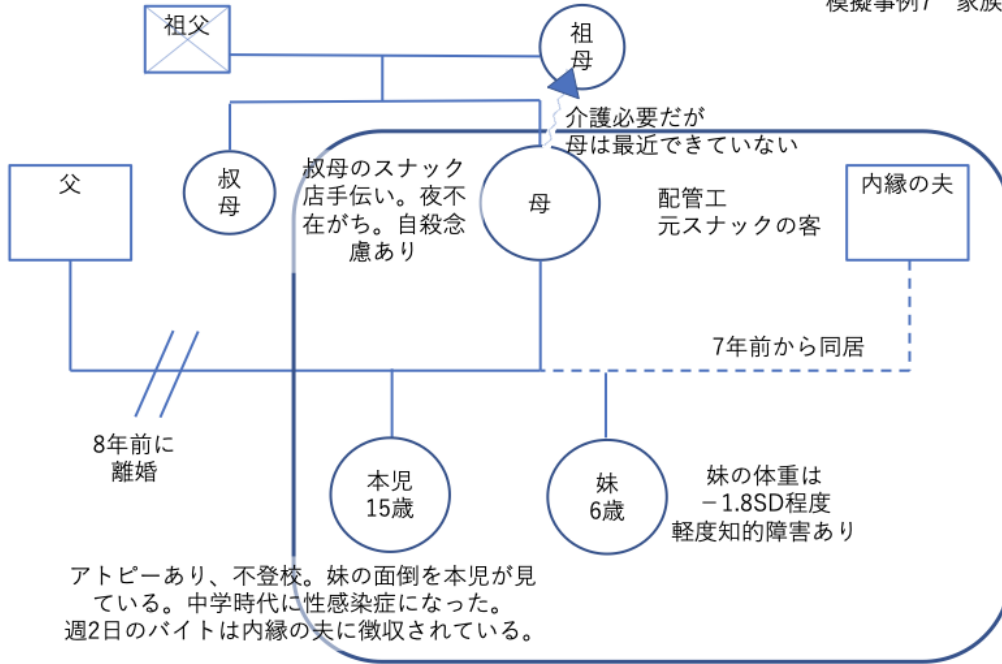 模擬事例7 家族
祖父
祖
母
介護必要だが
母は最近できていない
父
叔
母
叔母のスナック
店手伝い。夜不
在がち。自殺念
慮あり
母
配管工
元スナックの客
内縁の夫
7年前から同居
8年前に
離婚
本児
15歳
妹
6歳
妹の体重は
−1.8SD程度
軽度知的障害あり
アトピーあり、不登校。妹の面倒を本児が見
ている。中学時代に性感染症になった。
週2日のバイトは内縁の夫に徴収されている。